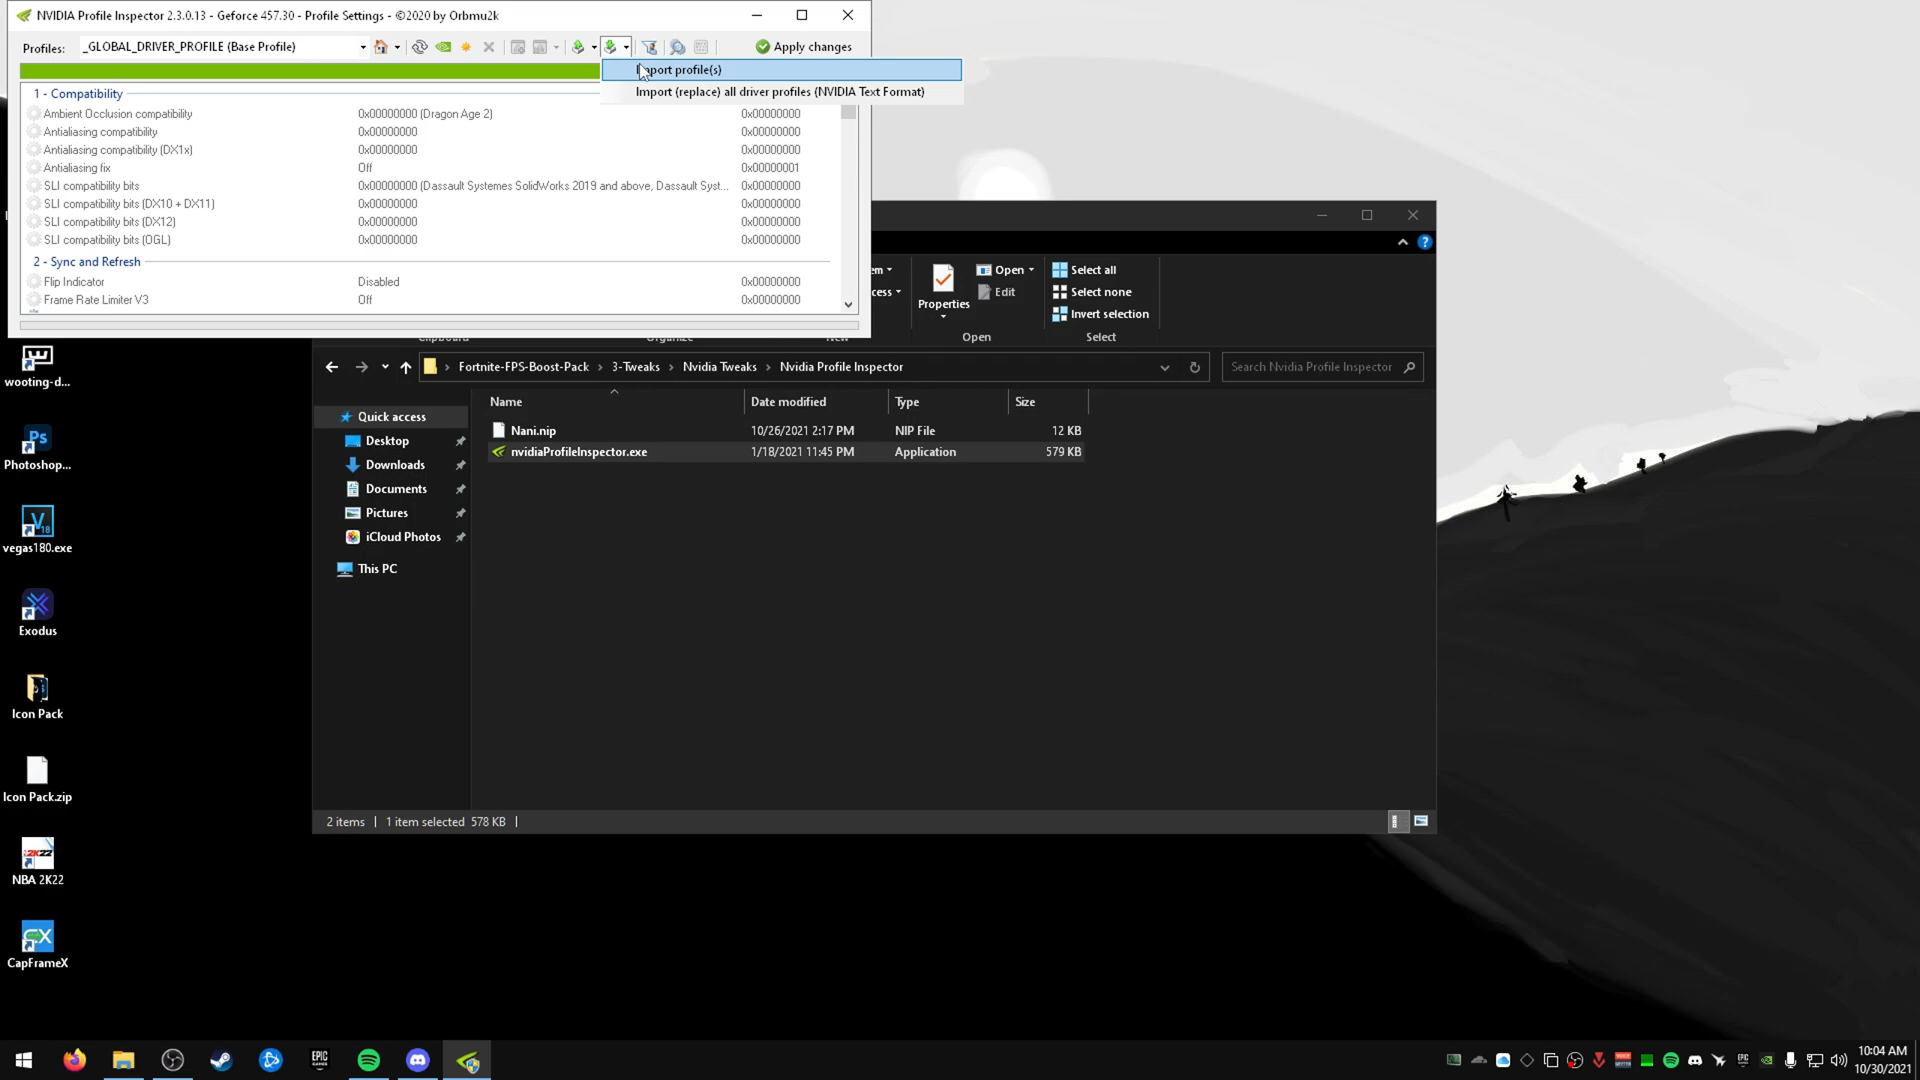 NVIDIA Profile Inspector 2.3.0.13 - Geforce 457.30 - Profile Settings - ©2020 by Orbmu2k
Profiles: _GLOBAL_DRIVER_PROFILE (Base Profile) Apply changes
Import profile(s)
Import (replace) all driver profiles (NVIDIA Text Format)
1 - Compatibility
Ambient Occlusion compatibility 0x00000000 (Dragon Age 2) 0x00000000
Antialiasing compatibility 0x00000000 0x00000000
Antialiasing compatibility (DX1x) 0x00000000 0x00000000
Antialiasing fix Off 0x00000001
SLI compatibility bits 0x00000000 (Dassault Systemes SolidWorks 2019 and above, Dassault Syst... 0x00000000
SLI compatibility bits (DX10 + DX11) 0x00000000 0x00000000
SLI compatibility bits (DX12) 0x00000000 0x00000000
SLI compatibility bits (OGL) 0x00000000 0x00000000
2 - Sync and Refresh
Flip Indicator Disabled 0x00000000
Frame Rate Limiter V3 Off 0x00000000
Properties
Open
Edit
Select all
Select none
Invert selection
Open
Select
Fortnite-FPS-Boost-Pack › 3-Tweaks › Nvidia Tweaks › Nvidia Profile Inspector
Search Nvidia Profile Inspector
Name Date modified Type Size
Nani.nip 10/26/2021 2:17 PM NIP File 12 KB
nvidiaProfileInspector.exe 1/18/2021 11:45 PM Application 579 KB
Quick access
Desktop
Downloads
Documents
Pictures
iCloud Photos
This PC
2 items | 1 item selected 578 KB |
wooting-d...
Photoshop...
vegas180.exe
Exodus
Icon Pack
Icon Pack.zip
NBA 2K22
CapFrameX
10:04 AM
10/30/2021